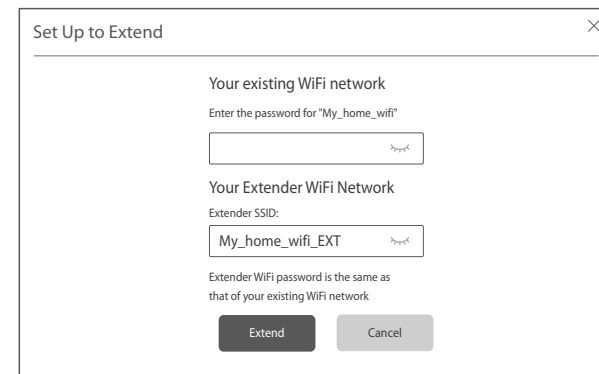 Set Up to Extend
Your existing WiFi network
Enter the password for "My_home_wifi"
Your Extender WiFi Network
Extender SSID:
My_home_wifi_EXT
Extender WiFi password is the same as
that of your existing WiFi network
Extend
Cancel